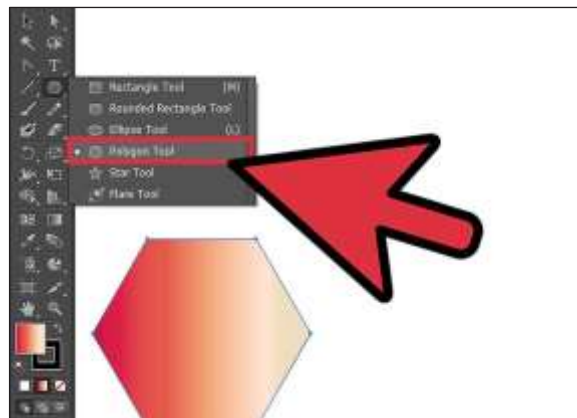 Rectangle Tool (M)
Rounded Rectangle Tool
Ellipse Tool (L)
Polygon Tool
Star Tool
Flare Tool